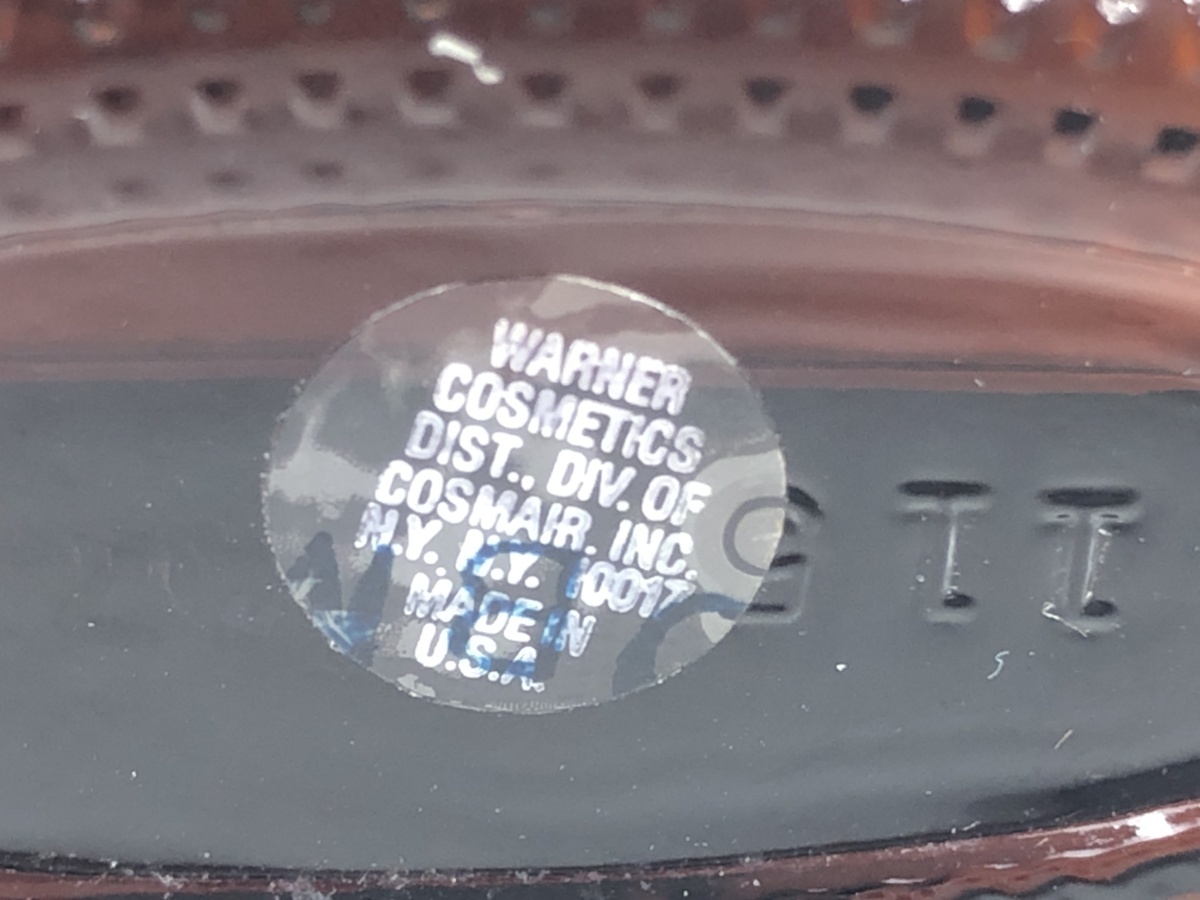 WARNER
COSMETICS
DIST., DIV. OF
COSMAIR, INC.
N.Y. N.Y. 10017
MADE IN
U.S.A.